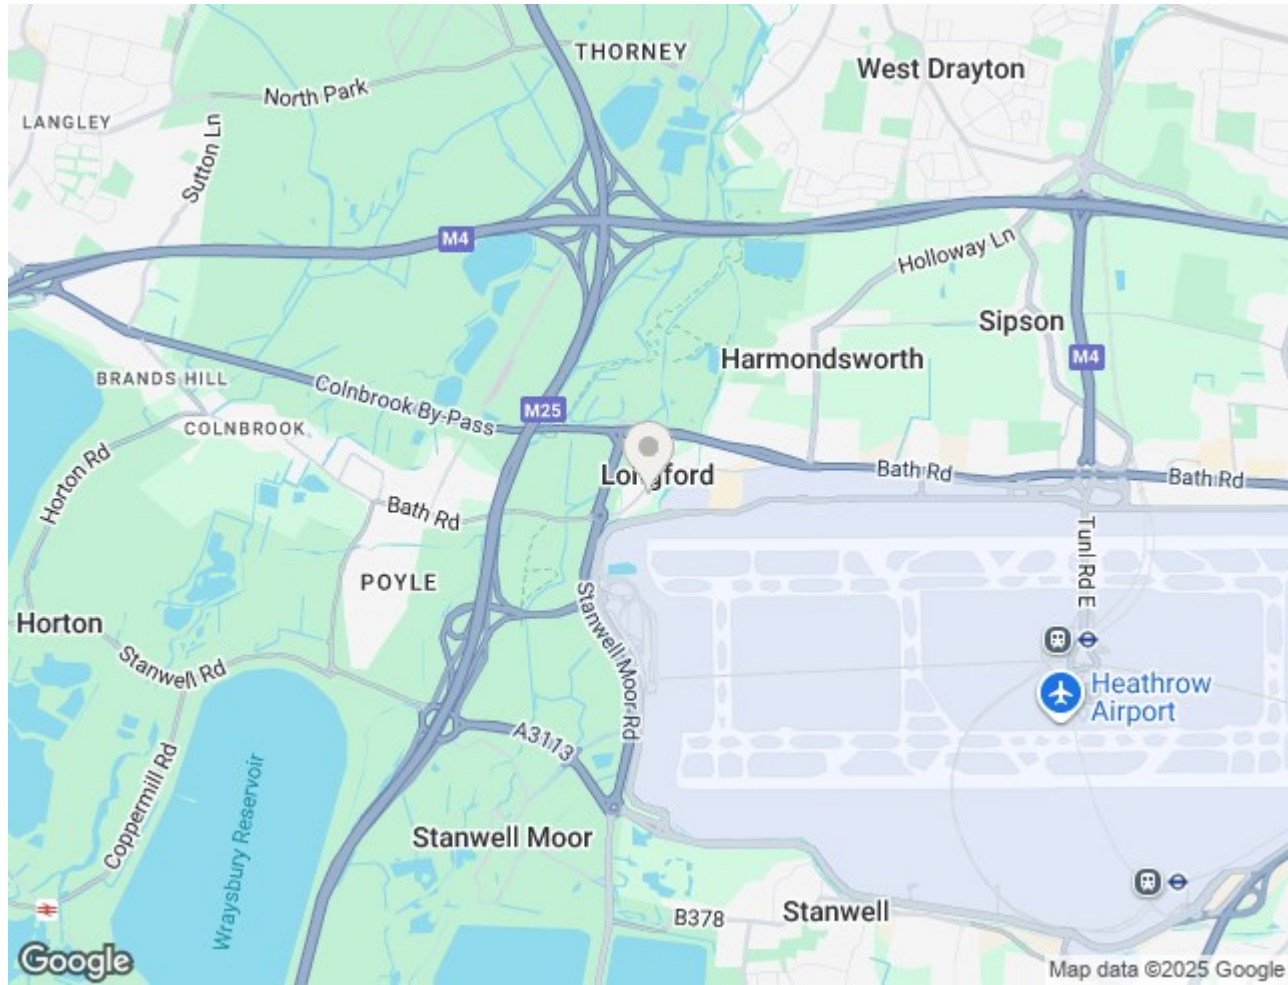 THORNEY
West Drayton
North Park
LANGLEY
Sutton Ln
M4
Holloway Ln
Sipson
Harmondsworth
M4
BRANDS HILL
Colnbrook By-Pass
M25
COLNBROOK
Horton Rd
Longford
Bath Rd
Bath Rd
Bath Rd
Tunl Rd E
POYLE
Horton
Stanwell Rd
Stanwell Moor Rd
Heathrow
Airport
A3113
Coppermill Rd
Wraysbury Reservoir
Stanwell Moor
B378
Stanwell
Google
Map data ©2025 Google